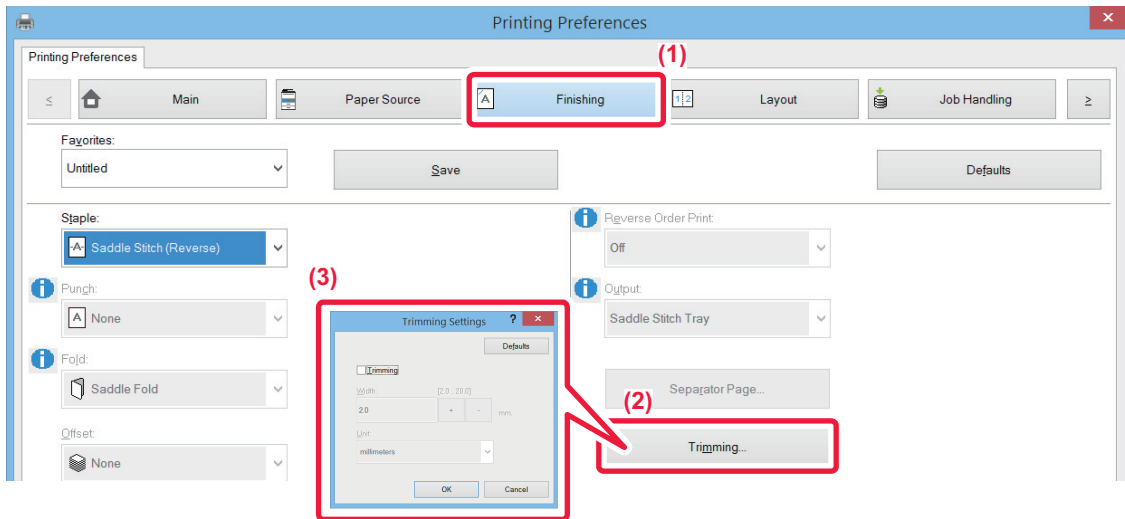 Printing Preferences
Printing Preferences
(1)
≤ Main Paper Source A Finishing 1 2 Layout Job Handling ≥
Favorites:
Untitled Save Defaults
Staple:
-A- Saddle Stitch (Reverse)
Reverse Order Print:
Off
Punch:
A None
Output:
Saddle Stitch Tray
Fold:
Saddle Fold
Separator Page...
Offset:
None
(2)
Trimming...
(3)
Trimming Settings ? ×
Defaults
Trimming
Width: [2.0 .. 20.0]
2.0 + - mm.
Unit:
millimeters
OK Cancel